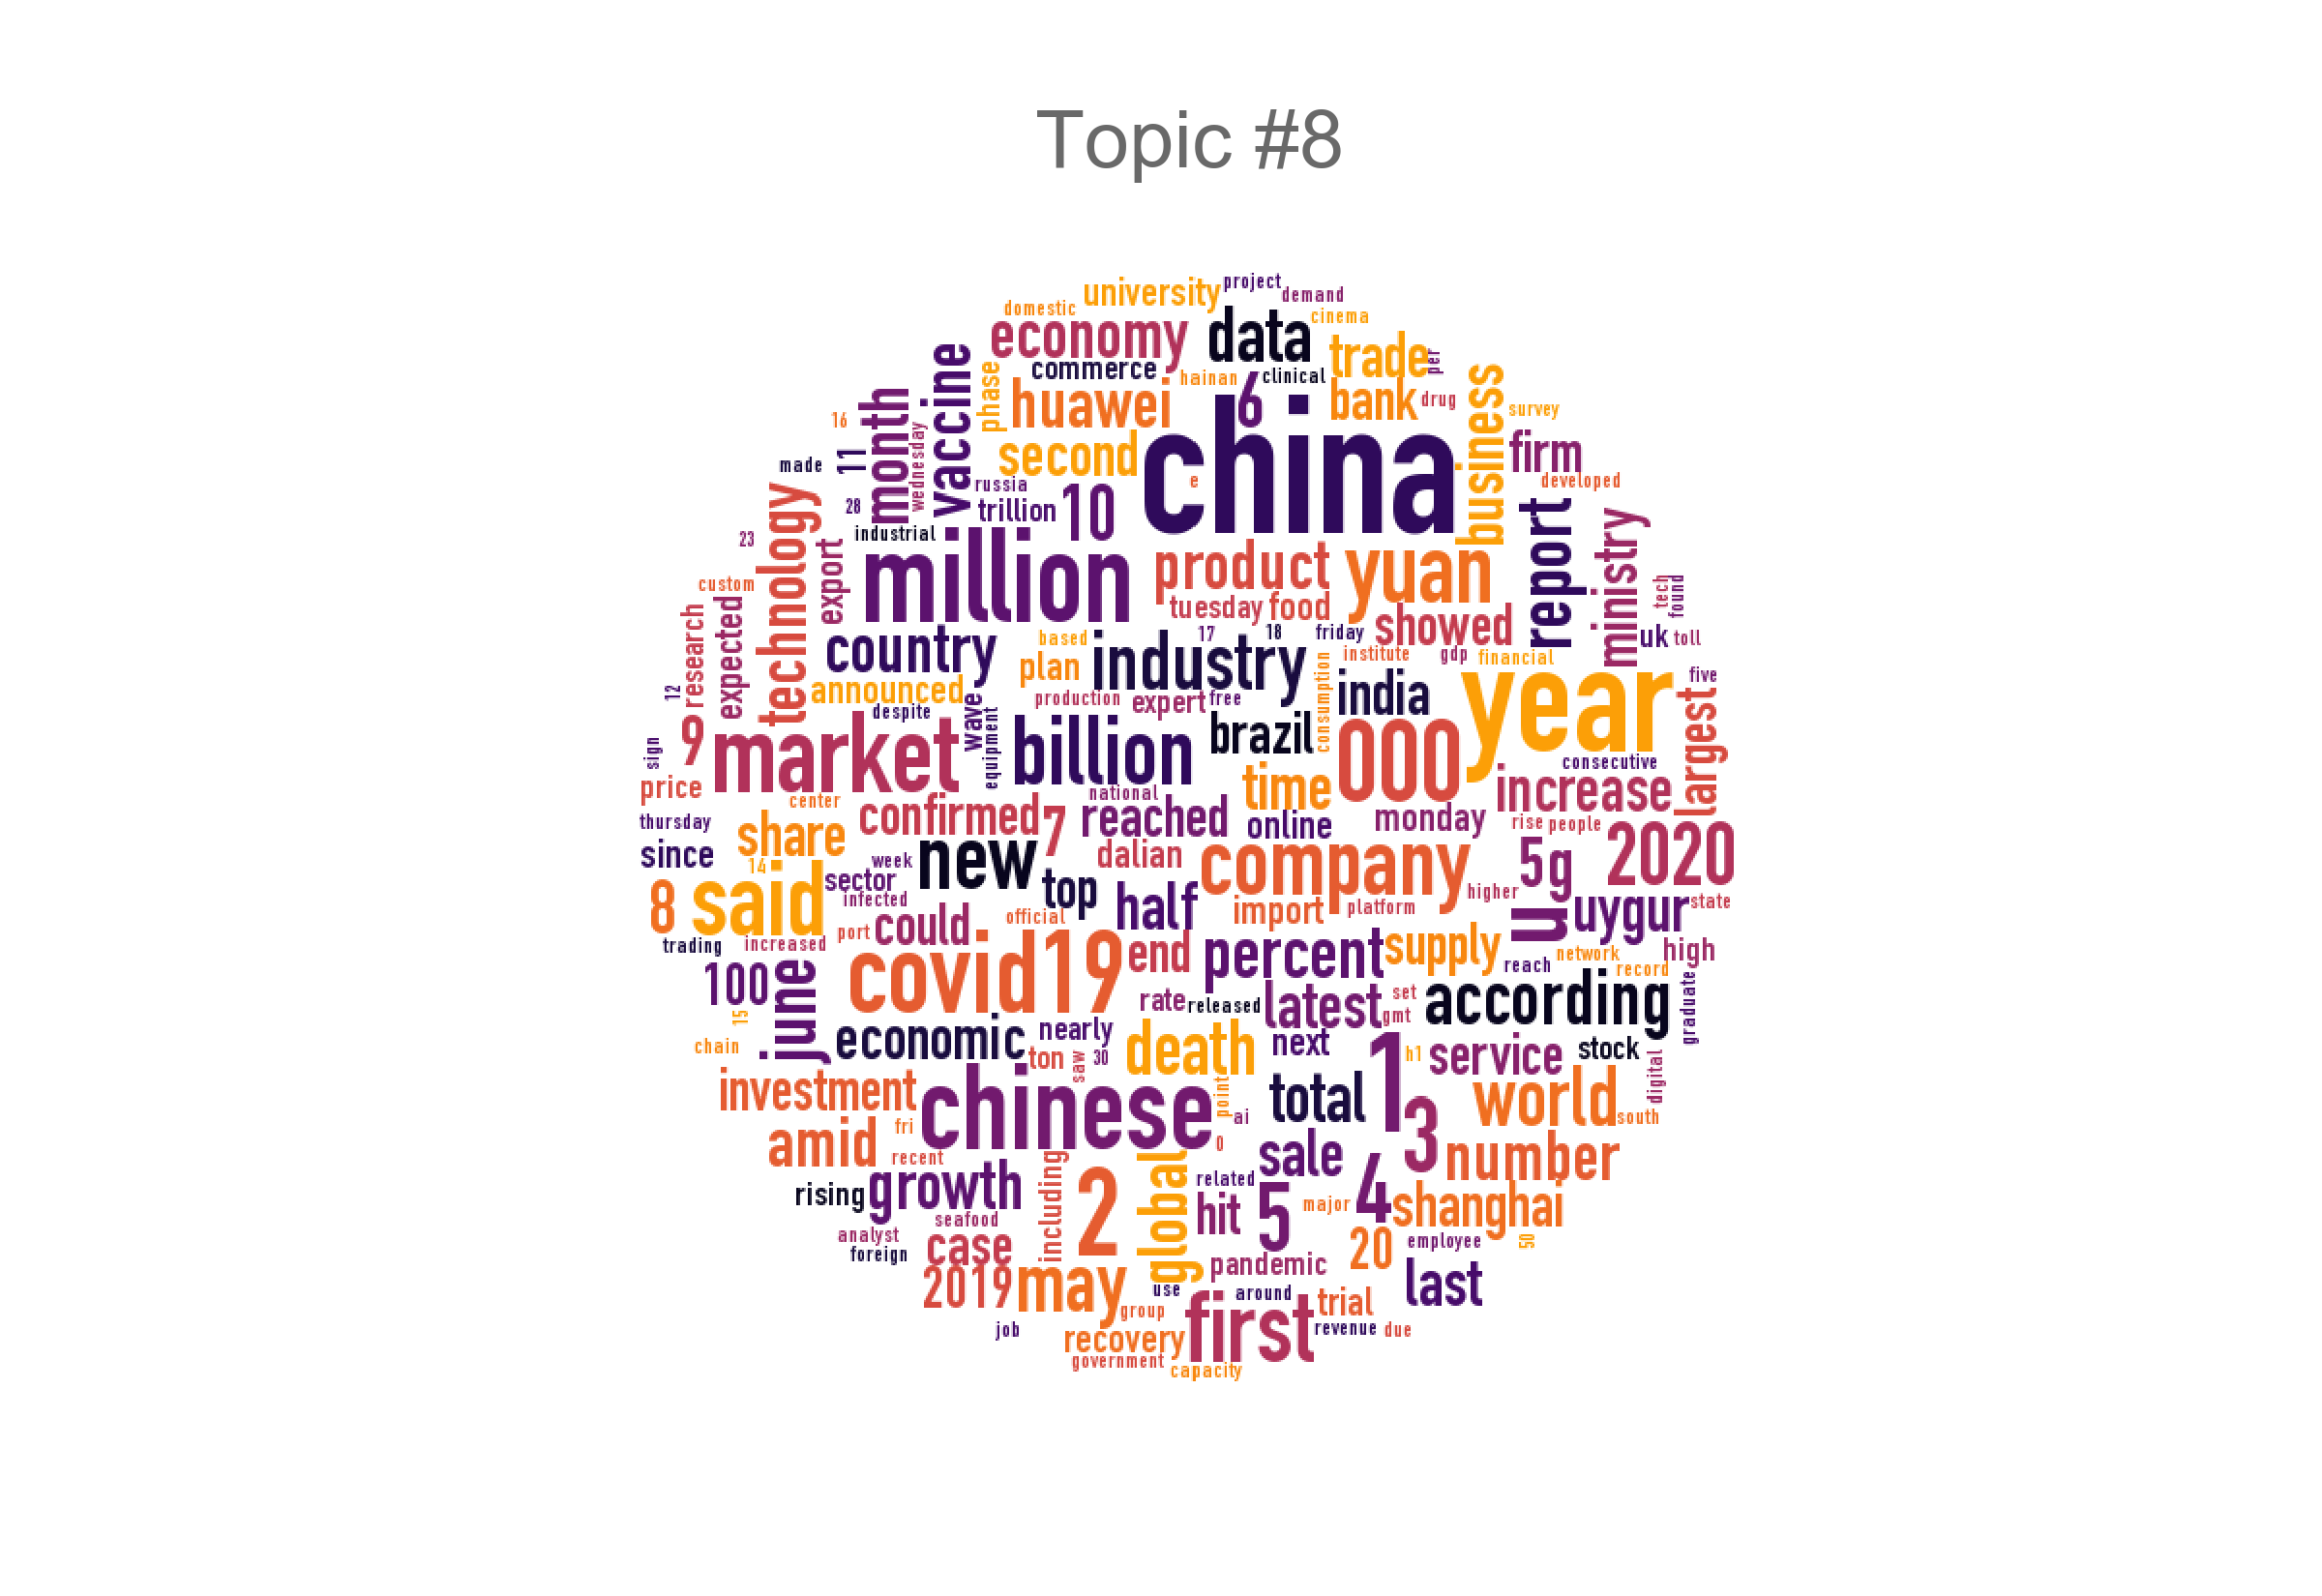 Topic #8
university
project
domestic
demand
economy
data
cinema
commerce
trade
per
vaccine
phase
hainan
clinical
huawei
6
bank
drug
business
survey
month
16
wednesday
second
china
firm
made
11
russia
e
developed
28
trillion
10
technology
industrial
report
ministry
23
export
million
product
yuan
custom
tech
found
expected
research
tuesday
food
showed
country
based
17
18
friday
uk
toll
industry
plan
institute
gdp
financial
12
announced
india
year
five
production
expert
free
consumption
largest
despite
wave
equipment
9
market
billion
brazil
000
sign
price
consecutive
center
national
time
increase
thursday
share
confirmed
7
reached
online
monday
rise
people
2020
since
14
week
new
dalian
company
5g
8
said
sector
infected
top
half
higher
u
uygur
state
could
official
import
platform
trading
increased
port
covid19
end
percent
supply
high
100
june
reach
network
record
graduate
15
rate
released
latest
set
gmt
according
chain
economic
nearly
death
next
1
h1
service
stock
ton
saw
30
digital
investment
chinese
point
total
3
world
south
amid
fri
ai
0
number
recent
sale
growth
2
including
global
related
hit
5
major
4
shanghai
rising
seafood
analyst
foreign
case
20
employee
50
pandemic
2019
may
use
around
last
group
first
trial
job
recovery
revenue
due
government
capacity